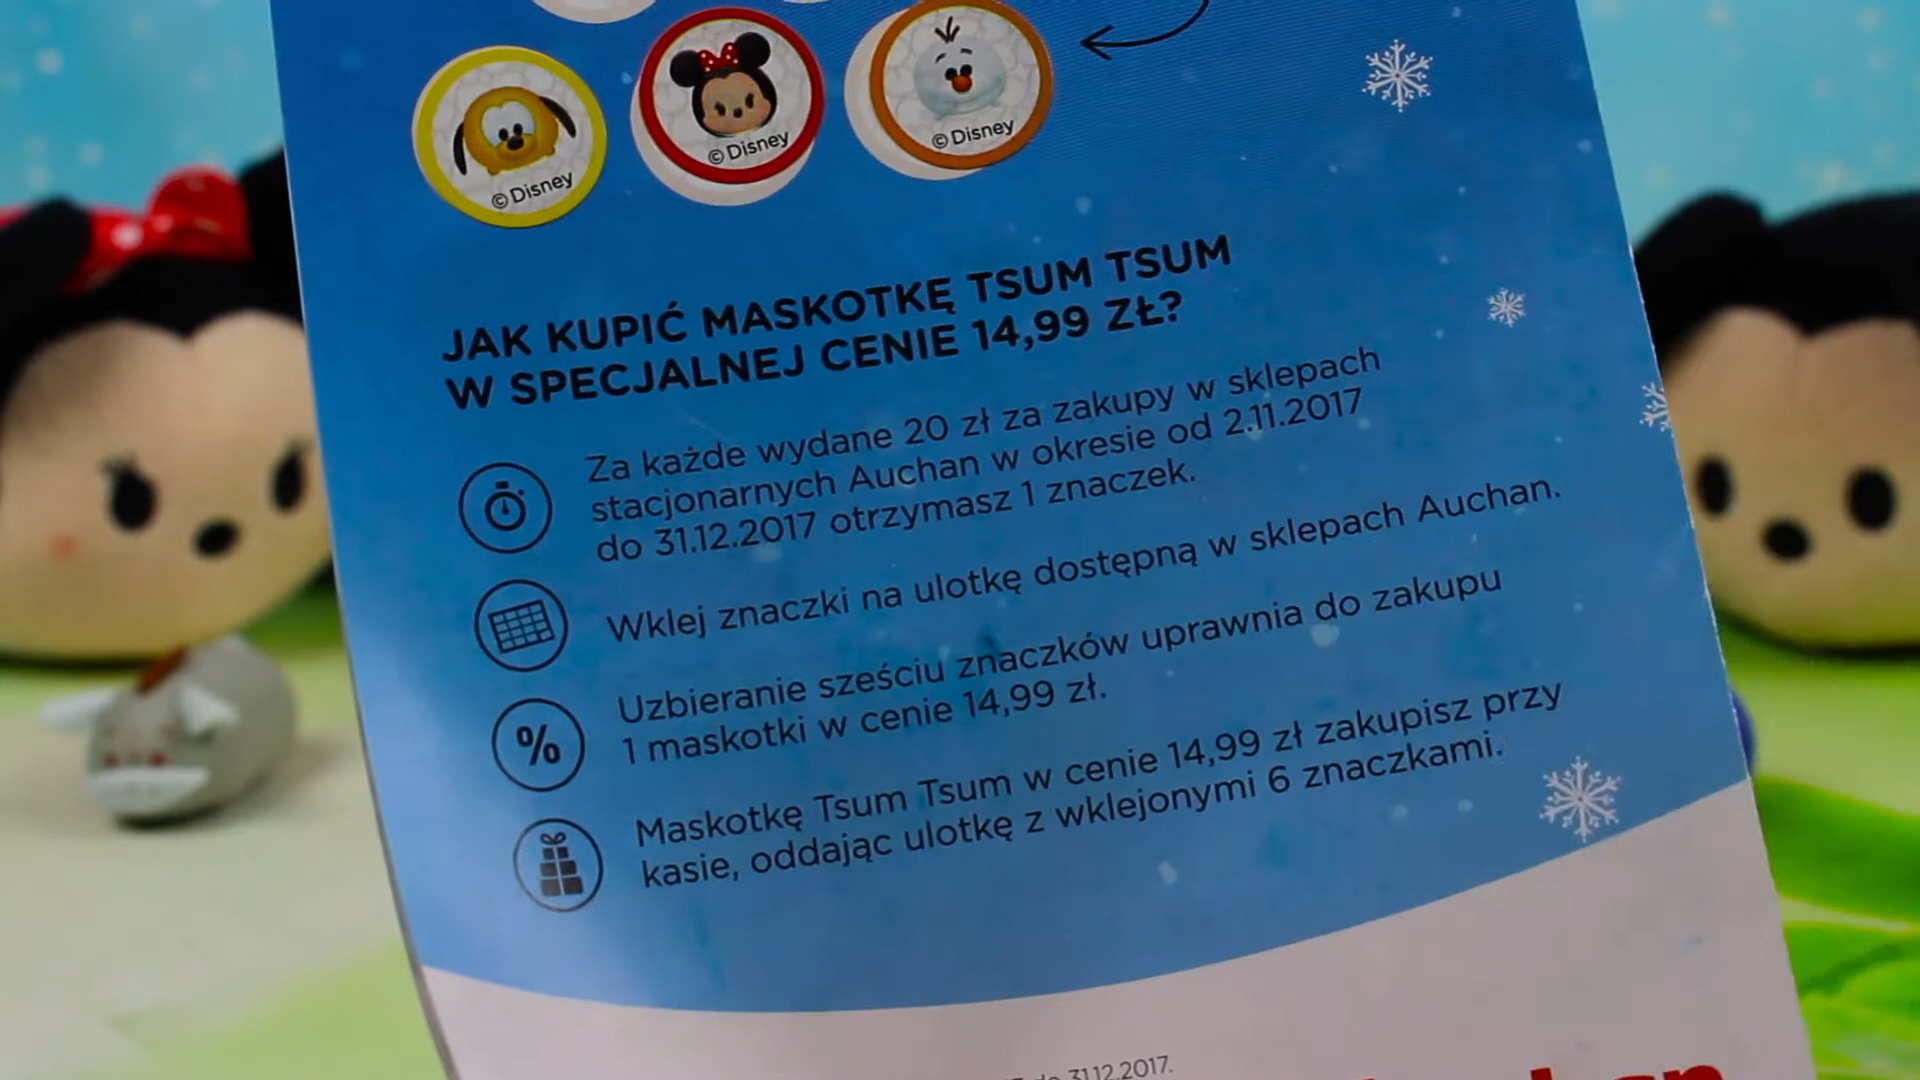 © Disney
© Disney
© Disney
JAK KUPIĆ MASKOTKĘ TSUM TSUM
W SPECJALNEJ CENIE 14,99 ZŁ?
Za każde wydane 20 zł za zakupy w sklepach
stacjonarnych Auchan w okresie od 2.11.2017
do 31.12.2017 otrzymasz 1 znaczek.
Wklej znaczki na ulotkę dostępną w sklepach Auchan.
%
Uzbieranie sześciu znaczków uprawnia do zakupu
1 maskotki w cenie 14,99 zł.
Maskotkę Tsum Tsum w cenie 14,99 zł zakupisz przy
kasie, oddając ulotkę z wklejonymi 6 znaczkami.
do 31.12.2017.